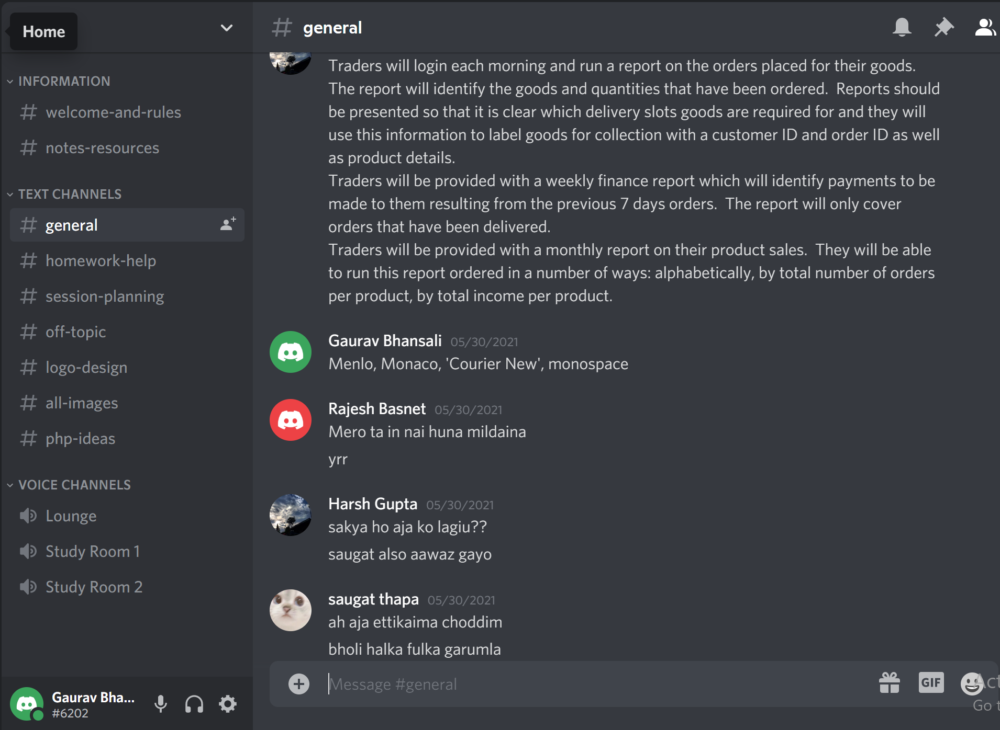 Home
INFORMATION
welcome-and-rules
notes-resources
TEXT CHANNELS
general
homework-help
session-planning
off-topic
logo-design
all-images
php-ideas
VOICE CHANNELS
Lounge
Study Room 1
Study Room 2
Gaurav Bha...
#6202
general
Traders will login each morning and run a report on the orders placed for their goods.
The report will identify the goods and quantities that have been ordered.  Reports should
be presented so that it is clear which delivery slots goods are required for and they will
use this information to label goods for collection with a customer ID and order ID as well
as product details.
Traders will be provided with a weekly finance report which will identify payments to be
made to them resulting from the previous 7 days orders.  The report will only cover
orders that have been delivered.
Traders will be provided with a monthly report on their product sales.  They will be able
to run this report ordered in a number of ways: alphabetically, by total number of orders
per product, by total income per product.
Gaurav Bhansali 05/30/2021
Menlo, Monaco, 'Courier New', monospace
Rajesh Basnet 05/30/2021
Mero ta in nai huna mildaina
yrr
Harsh Gupta 05/30/2021
sakya ho aja ko lagiu??
saugat also aawaz gayo
saugat thapa 05/30/2021
ah aja ettikaima choddim
bholi halka fulka garumla
Message #general
GIF
Act
Go t